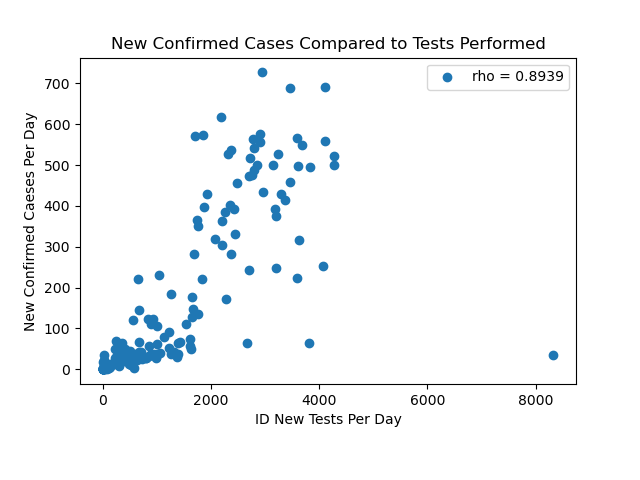 New Confirmed Cases Compared to Tests Performed
rho = 0.8939
New Confirmed Caeses Per Day
700
600
500
400
300
200
100
0
0 2000 4000 6000 8000
ID New Tests Per Day